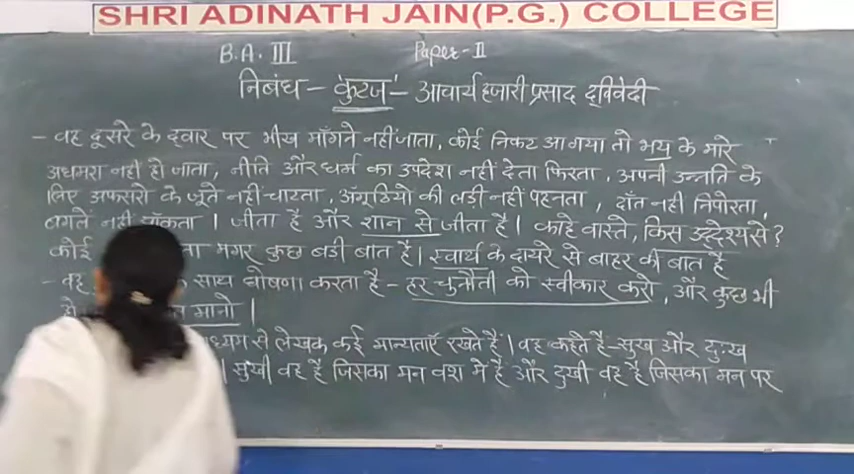 SHRI ADINATH JAIN(P.G.) COLLEGE
B.A. III Paper-II
निबंध - 'कुटज' - आचार्य हजारी प्रसाद द्विवेदी
- वह दूसरे के द्वार पर भीख माँगने नहीं जाता, कोई निकट आ गया तो भय के मारे
अधमरा नहीं हो जाता, नीति और धर्म का उपदेश नहीं देता फिरता, अपनी उन्नति के
लिए अफसरों के जूते नहीं चाटता, अँगूठियों की लड़ी नहीं पहनता, दाँत नहीं निपोरता,
बगलें नहीं झाँकता । जीता है और शान से जीता है । काहे वास्ते, किस उद्देश्य से ?
कोई मगर कुछ बडी बात है । स्वार्थ के दायरे से बाहर की बात है
- वह साथ घोषणा करता है - हर चुनौती को स्वीकार करो, और कुछ भी
मानो ।
से लेखक कई मान्यताएँ रखते हैं । वह कहते हैं - सुख और दुःख
। सुखी वह है जिसका मन वश में है और दुखी वह है जिसका मन पर